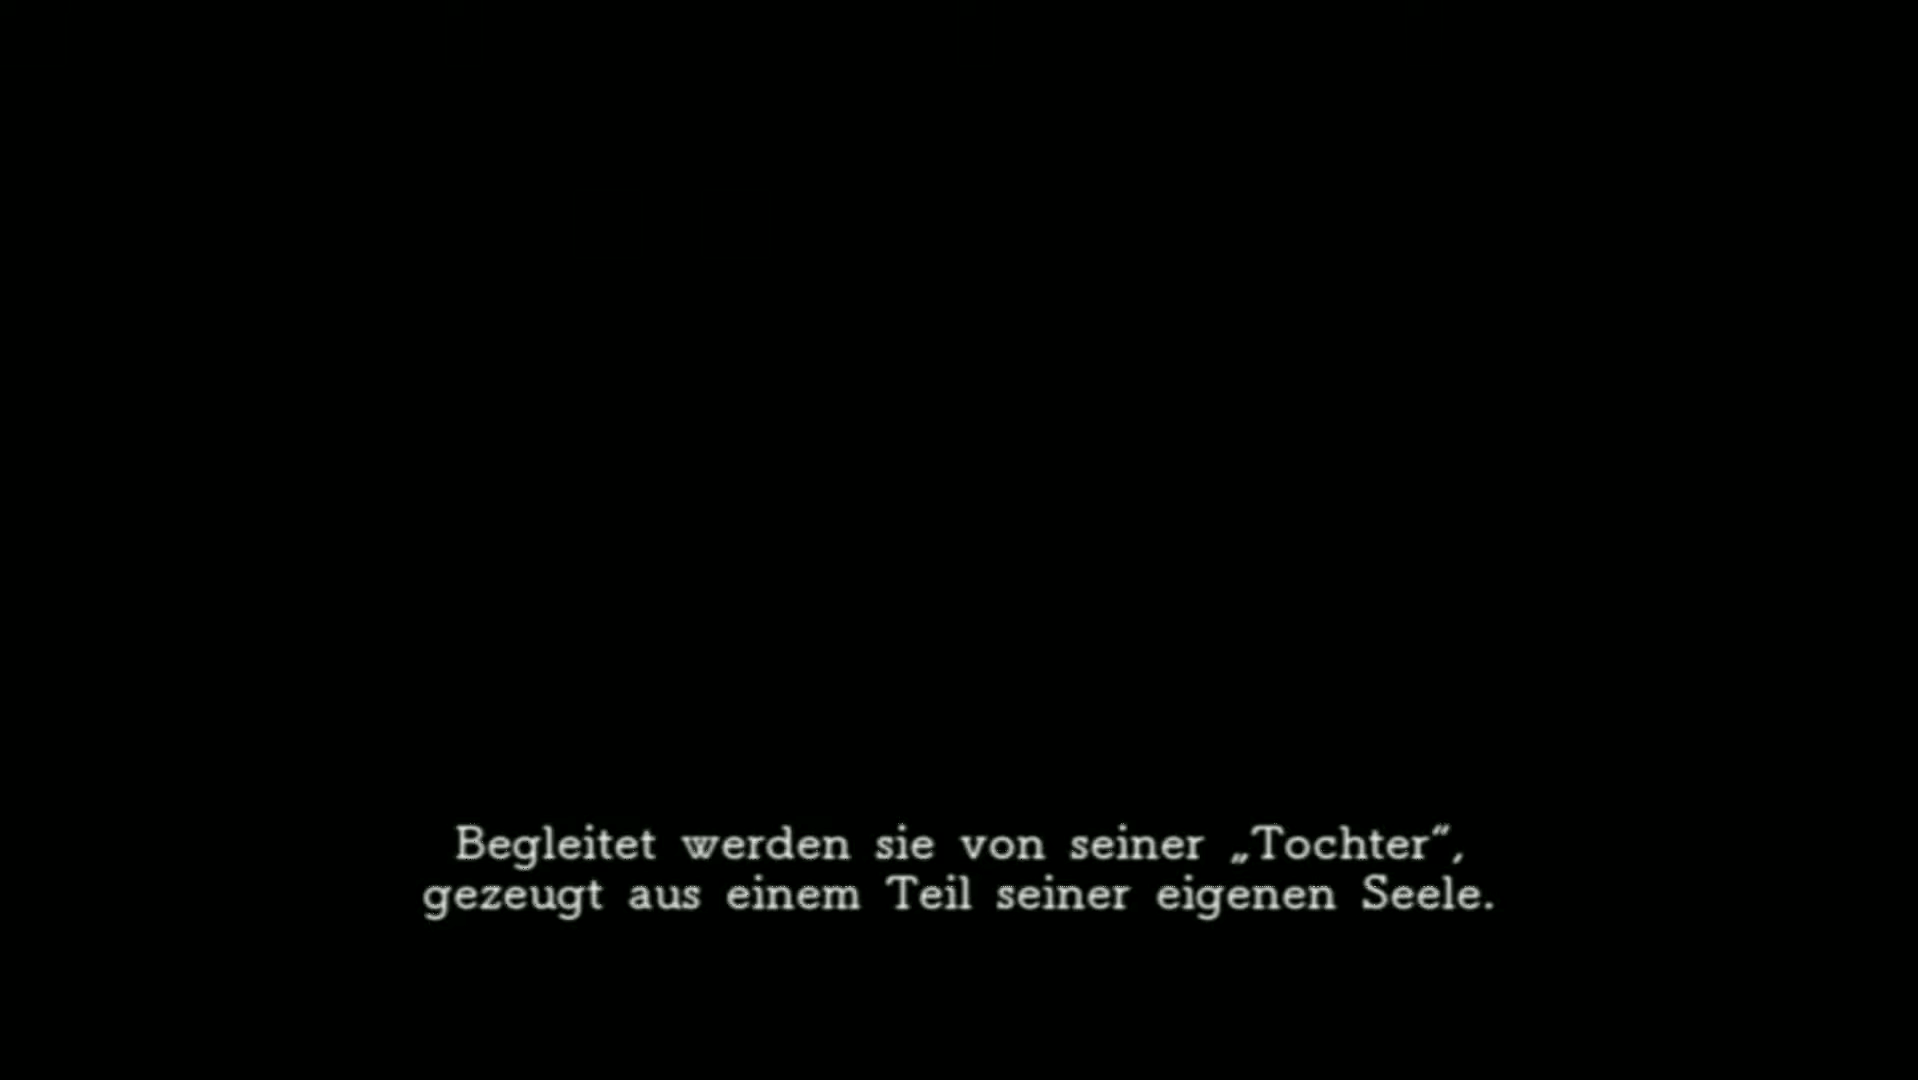 Begleitet werden sie von seiner „Tochter“,
gezeugt aus einem Teil seiner eigenen Seele.